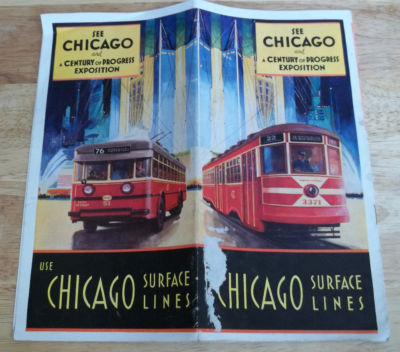 SEE
CHICAGO
and
A CENTURY OF PROGRESS
EXPOSITION
76
51
USE
CHICAGO SURFACE
LINES
SEE
CHICAGO
and
A CENTURY OF PROGRESS
EXPOSITION
22
3371
CHICAGO SURFACE
LINES